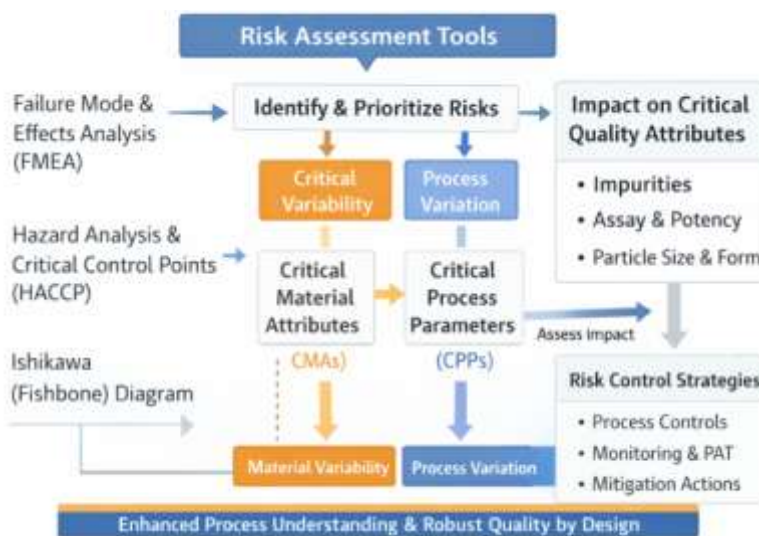 Risk Assessment Tools
Failure Mode &
Effects Analysis
(FMEA)
Identify & Prioritize Risks
Impact on Critical
Quality Attributes
• Impurities
• Assay & Potency
• Particle Size & Form
Critical
Variability
Process
Variation
Hazard Analysis &
Critical Control Points
(HACCP)
Critical
Material
Attributes
CMAs)
Critical
Process
Parameters
(CPPs)
Assess Impact
Ishikawa
(Fishbone) Diagram
Risk Control Strategies
• Process Controls
• Monitoring & PAT
• Mitigation Actions
Material Variability
Process Variation
Enhanced Process Understanding & Robust Quality by Design